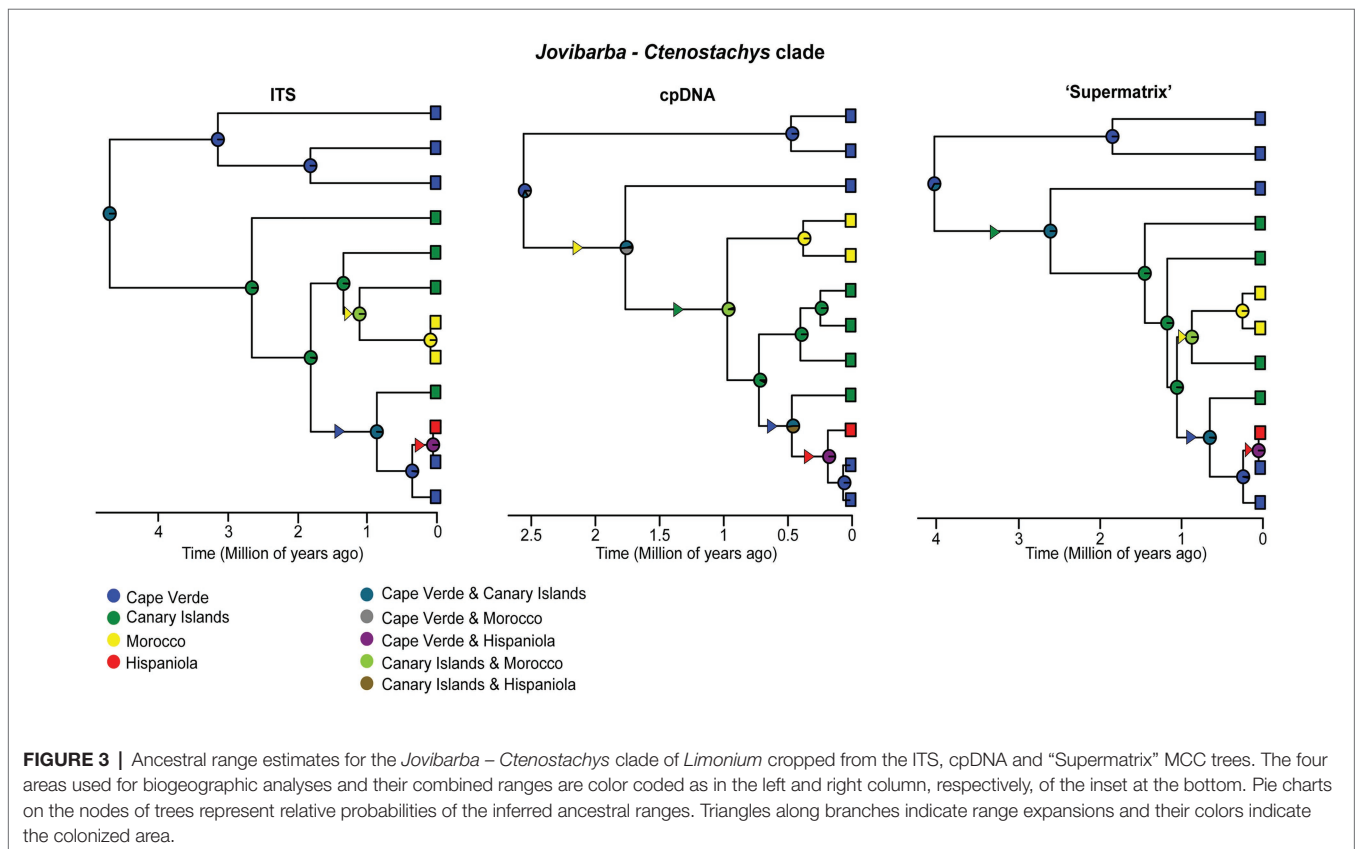 Jovibarba - Ctenostachys clade
ITS
cpDNA
‘Supermatrix’
4 3 2 1 0
Time (Million of years ago)
2.5 2 1.5 1 0.5 0
Time (Million of years ago)
4 3 2 1 0
Time (Million of years ago)
Cape Verde
Canary Islands
Morocco
Hispaniola
Cape Verde & Canary Islands
Cape Verde & Morocco
Cape Verde & Hispaniola
Canary Islands & Morocco
Canary Islands & Hispaniola
FIGURE 3 | Ancestral range estimates for the Jovibarba – Ctenostachys clade of Limonium cropped from the ITS, cpDNA and “Supermatrix” MCC trees. The four
areas used for biogeographic analyses and their combined ranges are color coded as in the left and right column, respectively, of the inset at the bottom. Pie charts
on the nodes of trees represent relative probabilities of the inferred ancestral ranges. Triangles along branches indicate range expansions and their colors indicate
the colonized area.